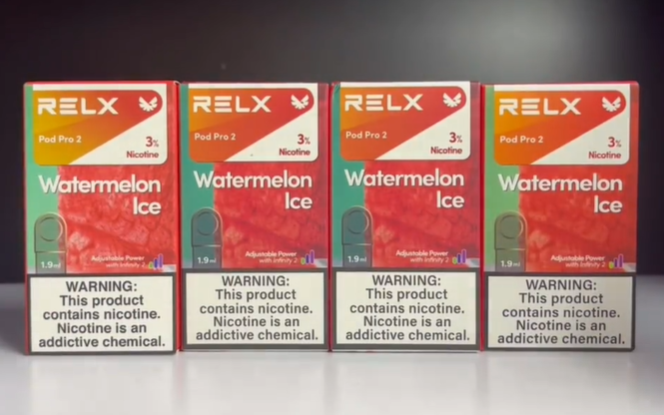 RELX
Pod Pro 2
3%
Nicotine
Watermelon
Ice
1.9ml
Adjustable Power
with Infinity 2
WARNING:
This product
contains nicotine.
Nicotine is an
addictive chemical.
RELX
Pod Pro 2
3%
Nicotine
Watermelon
Ice
1.9ml
Adjustable Power
with Infinity 2
WARNING:
This product
contains nicotine.
Nicotine is an
addictive chemical.
RELX
Pod Pro 2
3%
Nicotine
Watermelon
Ice
1.9ml
Adjustable Power
with Infinity 2
WARNING:
This product
contains nicotine.
Nicotine is an
addictive chemical.
RELX
Pod Pro 2
3%
Nicotine
Watermelon
Ice
1.9ml
Adjustable Power
with Infinity 2
WARNING:
This product
contains nicotine.
Nicotine is an
addictive chemical.